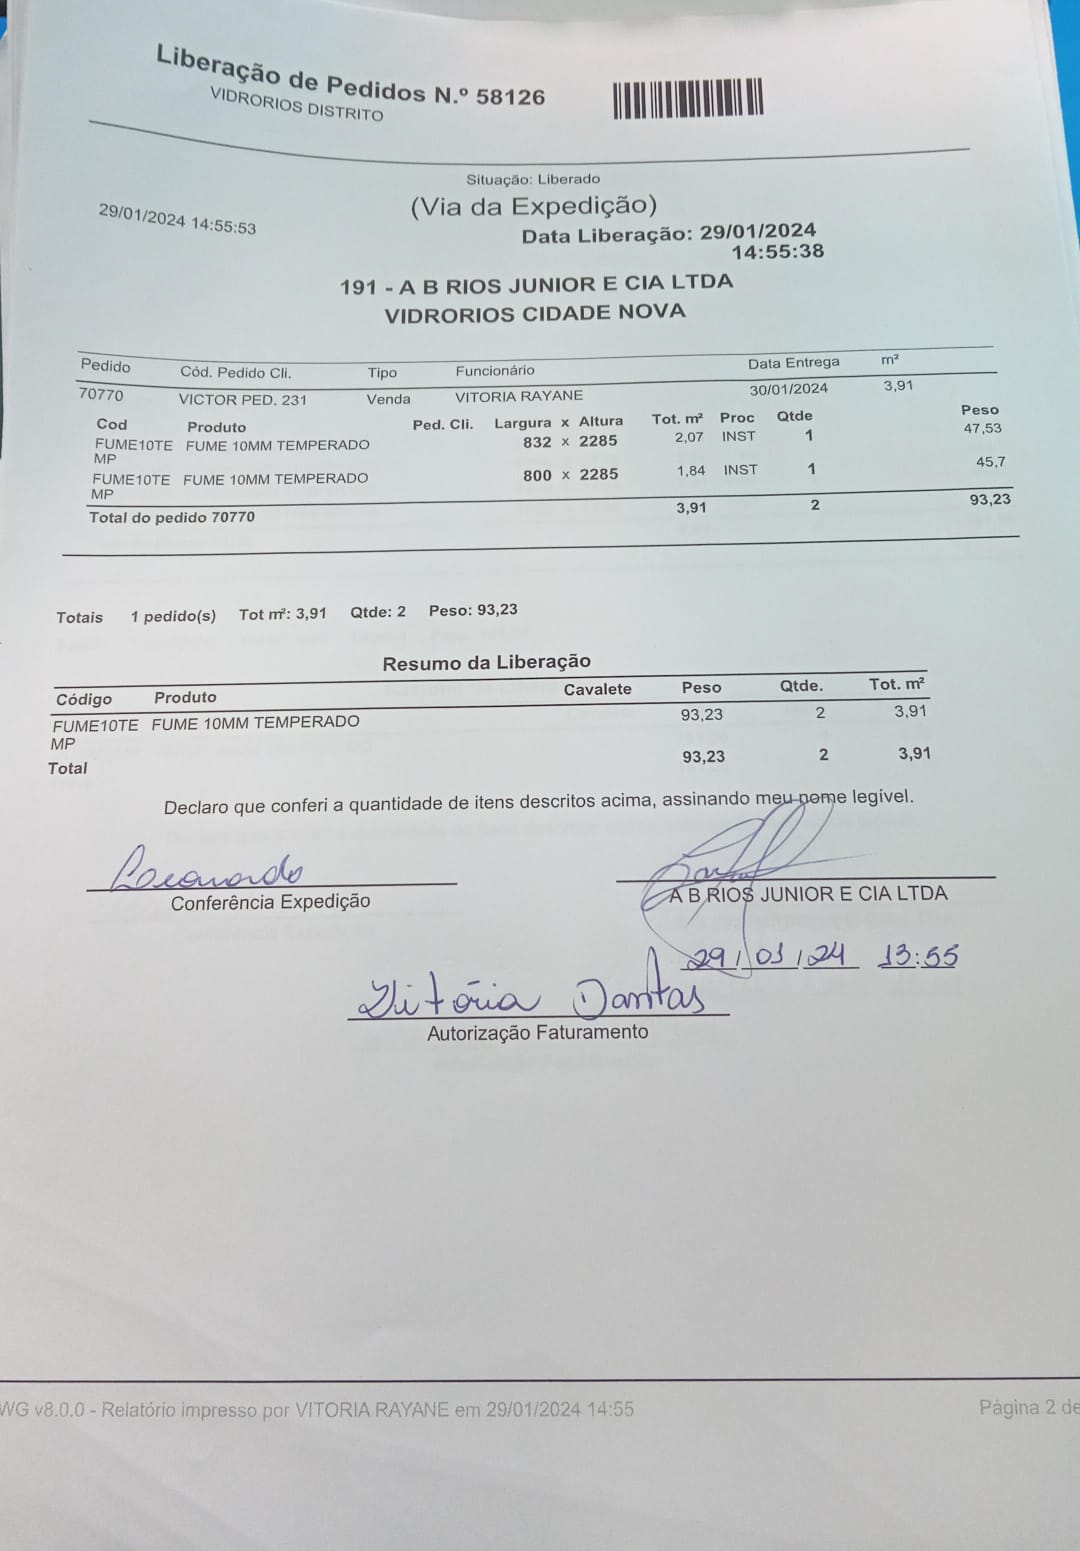 Liberação de Pedidos N.º 58126
VIDRORIOS DISTRITO
Situação: Liberado
29/01/2024 14:55:53
(Via da Expedição)
Data Liberação: 29/01/2024
14:55:38
191 - A B RIOS JUNIOR E CIA LTDA
VIDRORIOS CIDADE NOVA
Pedido Cód. Pedido Cli. Tipo Funcionário Data Entrega m²
70770 VICTOR PED. 231 Venda VITORIA RAYANE 30/01/2024 3,91
Cod Produto Ped. Cli. Largura x Altura Tot. m² Proc Qtde Peso
FUME10TE FUME 10MM TEMPERADO 832 x 2285 2,07 INST 1 47,53
MP
FUME10TE FUME 10MM TEMPERADO 800 x 2285 1,84 INST 1 45,7
MP
Total do pedido 70770 3,91 2 93,23
Totais 1 pedido(s) Tot m²: 3,91 Qtde: 2 Peso: 93,23
Resumo da Liberação
Código Produto Cavalete Peso Qtde. Tot. m²
FUME10TE FUME 10MM TEMPERADO 93,23 2 3,91
MP
Total 93,23 2 3,91
Declaro que conferi a quantidade de itens descritos acima, assinando meu nome legível.
Conferência Expedição A B RIOS JUNIOR E CIA LTDA
29/01/24 13:55
Vitória Dantas
Autorização Faturamento
WG v8.0.0 - Relatório impresso por VITORIA RAYANE em 29/01/2024 14:55 Página 2 de